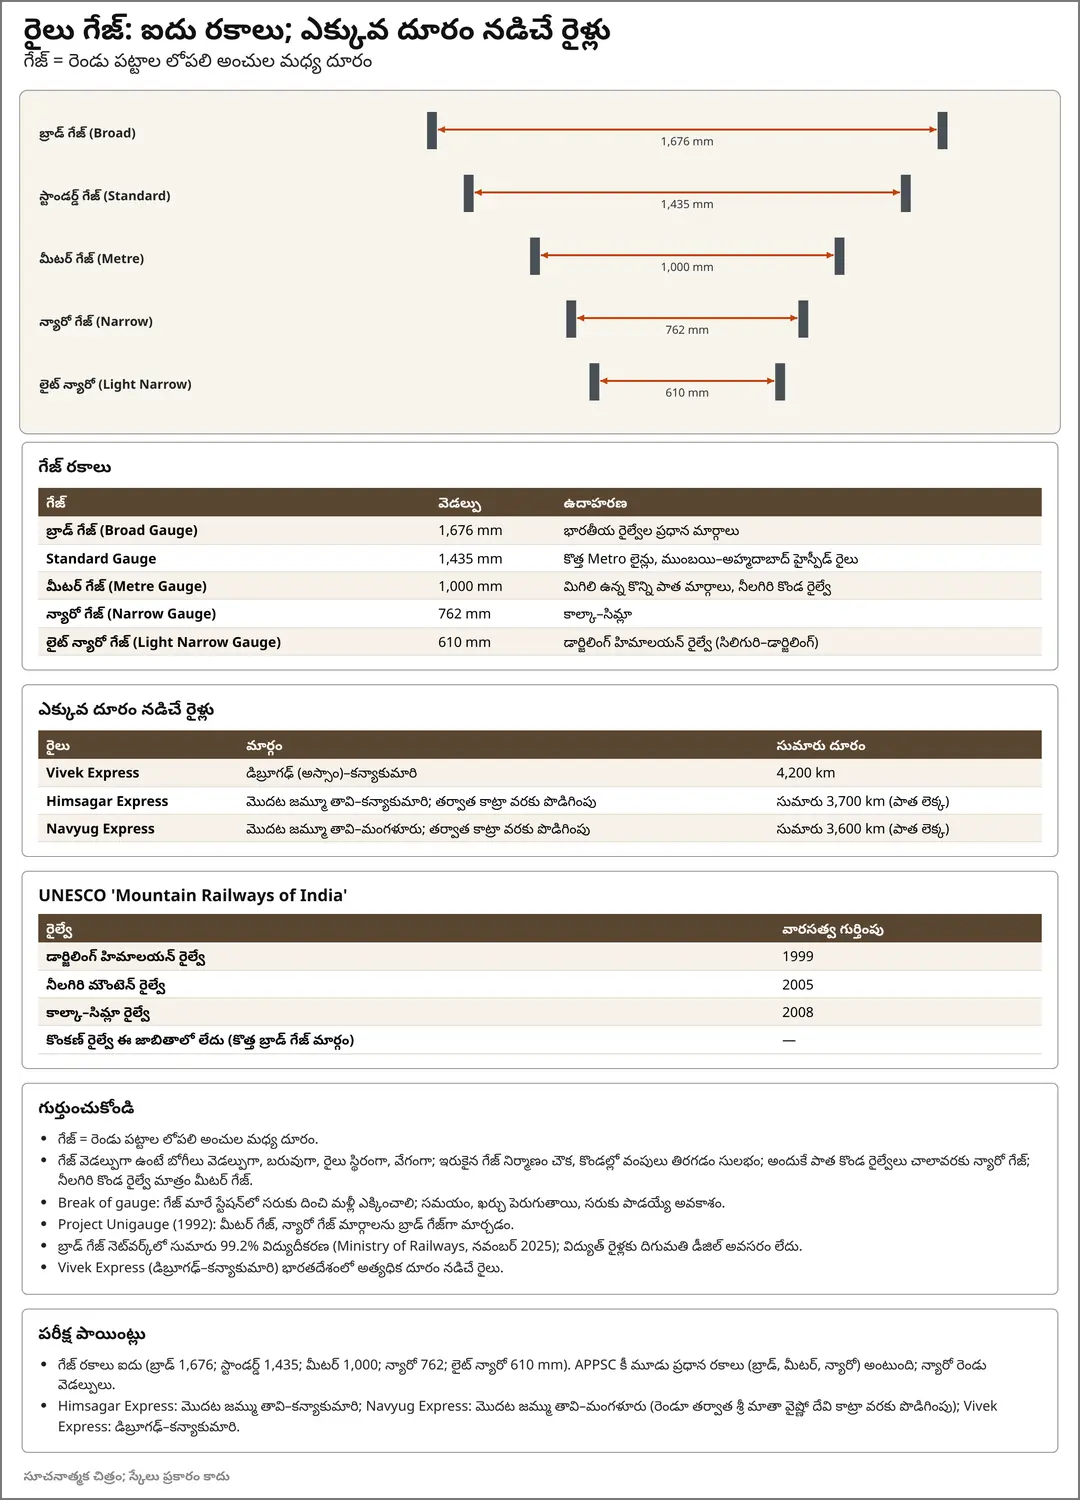 రైలు గేజ్: ఐదు రకాలు; ఎక్కువ దూరం నడిచే రైళ్లు
గేజ్ = రెండు పట్టాల లోపలి అంచుల మధ్య దూరం
బ్రాడ్ గేజ్ (Broad)
1,676 mm
స్టాండర్డ్ గేజ్ (Standard)
1,435 mm
మీటర్ గేజ్ (Metre)
1,000 mm
న్యారో గేజ్ (Narrow)
762 mm
లైట్ న్యారో (Light Narrow)
610 mm
గేజ్ రకాలు
గేజ్ వెడల్పు ఉదాహరణ
బ్రాడ్ గేజ్ (Broad Gauge) 1,676 mm భారతీయ రైల్వేల ప్రధాన మార్గాలు
Standard Gauge 1,435 mm కొత్త Metro లైన్లు, ముంబయి–అహ్మదాబాద్ హైస్పీడ్ రైలు
మీటర్ గేజ్ (Metre Gauge) 1,000 mm మిగిలి ఉన్న కొన్ని పాత మార్గాలు, నీలగిరి కొండ రైల్వే
న్యారో గేజ్ (Narrow Gauge) 762 mm కాల్కా–సిమ్లా
లైట్ న్యారో గేజ్ (Light Narrow Gauge) 610 mm డార్జిలింగ్ హిమాలయన్ రైల్వే (సిలిగురి–డార్జిలింగ్)
ఎక్కువ దూరం నడిచే రైళ్లు
రైలు మార్గం సుమారు దూరం
Vivek Express డిబ్రూగఢ్ (అస్సాం)–కన్యాకుమారి 4,200 km
Himsagar Express మొదట జమ్మూ తావి–కన్యాకుమారి; తర్వాత కాట్రా వరకు పొడిగింపు సుమారు 3,700 km (పాత లెక్క)
Navyug Express మొదట జమ్మూ తావి–మంగళూరు; తర్వాత కాట్రా వరకు పొడిగింపు సుమారు 3,600 km (పాత లెక్క)
UNESCO 'Mountain Railways of India'
రైల్వే వారసత్వ గుర్తింపు
డార్జిలింగ్ హిమాలయన్ రైల్వే 1999
నీలగిరి మౌంటెన్ రైల్వే 2005
కాల్కా–సిమ్లా రైల్వే 2008
కొంకణ్ రైల్వే ఈ జాబితాలో లేదు (కొత్త బ్రాడ్ గేజ్ మార్గం) —
గుర్తుంచుకోండి
• గేజ్ = రెండు పట్టాల లోపలి అంచుల మధ్య దూరం.
• గేజ్ వెడల్పుగా ఉంటే బోగీలు వెడల్పుగా, బరువుగా, రైలు స్థిరంగా, వేగంగా; ఇరుకైన గేజ్ నిర్మాణం చౌక, కొండల్లో వంపులు తిరగడం సులభం; అందుకే పాత కొండ రైల్వేలు చాలావరకు న్యారో గేజ్;
నీలగిరి కొండ రైల్వే మాత్రం మీటర్ గేజ్.
• Break of gauge: గేజ్ మారే స్టేషన్‌లో సరుకు దించి మళ్లీ ఎక్కించాలి; సమయం, ఖర్చు పెరుగుతాయి, సరుకు పాడయ్యే అవకాశం.
• Project Unigauge (1992): మీటర్ గేజ్, న్యారో గేజ్ మార్గాలను బ్రాడ్ గేజ్‌గా మార్చడం.
• బ్రాడ్ గేజ్ నెట్‌వర్క్‌లో సుమారు 99.2% విద్యుదీకరణ (Ministry of Railways, నవంబర్ 2025); విద్యుత్ రైళ్లకు దిగుమతి డీజిల్ అవసరం లేదు.
• Vivek Express (డిబ్రూగఢ్–కన్యాకుమారి) భారతదేశంలో అత్యధిక దూరం నడిచే రైలు.
పరీక్ష పాయింట్లు
• గేజ్ రకాలు ఐదు (బ్రాడ్ 1,676; స్టాండర్డ్ 1,435; మీటర్ 1,000; న్యారో 762; లైట్ న్యారో 610 mm). APPSC కీ మూడు ప్రధాన రకాలు (బ్రాడ్, మీటర్, న్యారో) అంటుంది; న్యారో రెండు
వెడల్పులు.
• Himsagar Express: మొదట జమ్ము తావి–కన్యాకుమారి; Navyug Express: మొదట జమ్ము తావి–మంగళూరు (రెండూ తర్వాత శ్రీ మాతా వైష్ణో దేవి కాట్రా వరకు పొడిగింపు); Vivek
Express: డిబ్రూగఢ్–కన్యాకుమారి.
సూచనాత్మక చిత్రం; స్కేలు ప్రకారం కాదు